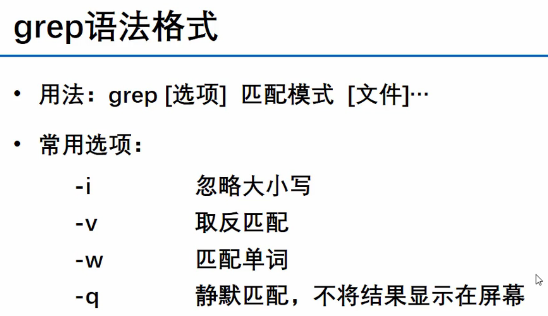 grep语法格式
• 用法：grep [选项] 匹配模式 [文件]…
• 常用选项：
-i 忽略大小写
-v 取反匹配
-w 匹配单词
-q 静默匹配，不将结果显示在屏幕